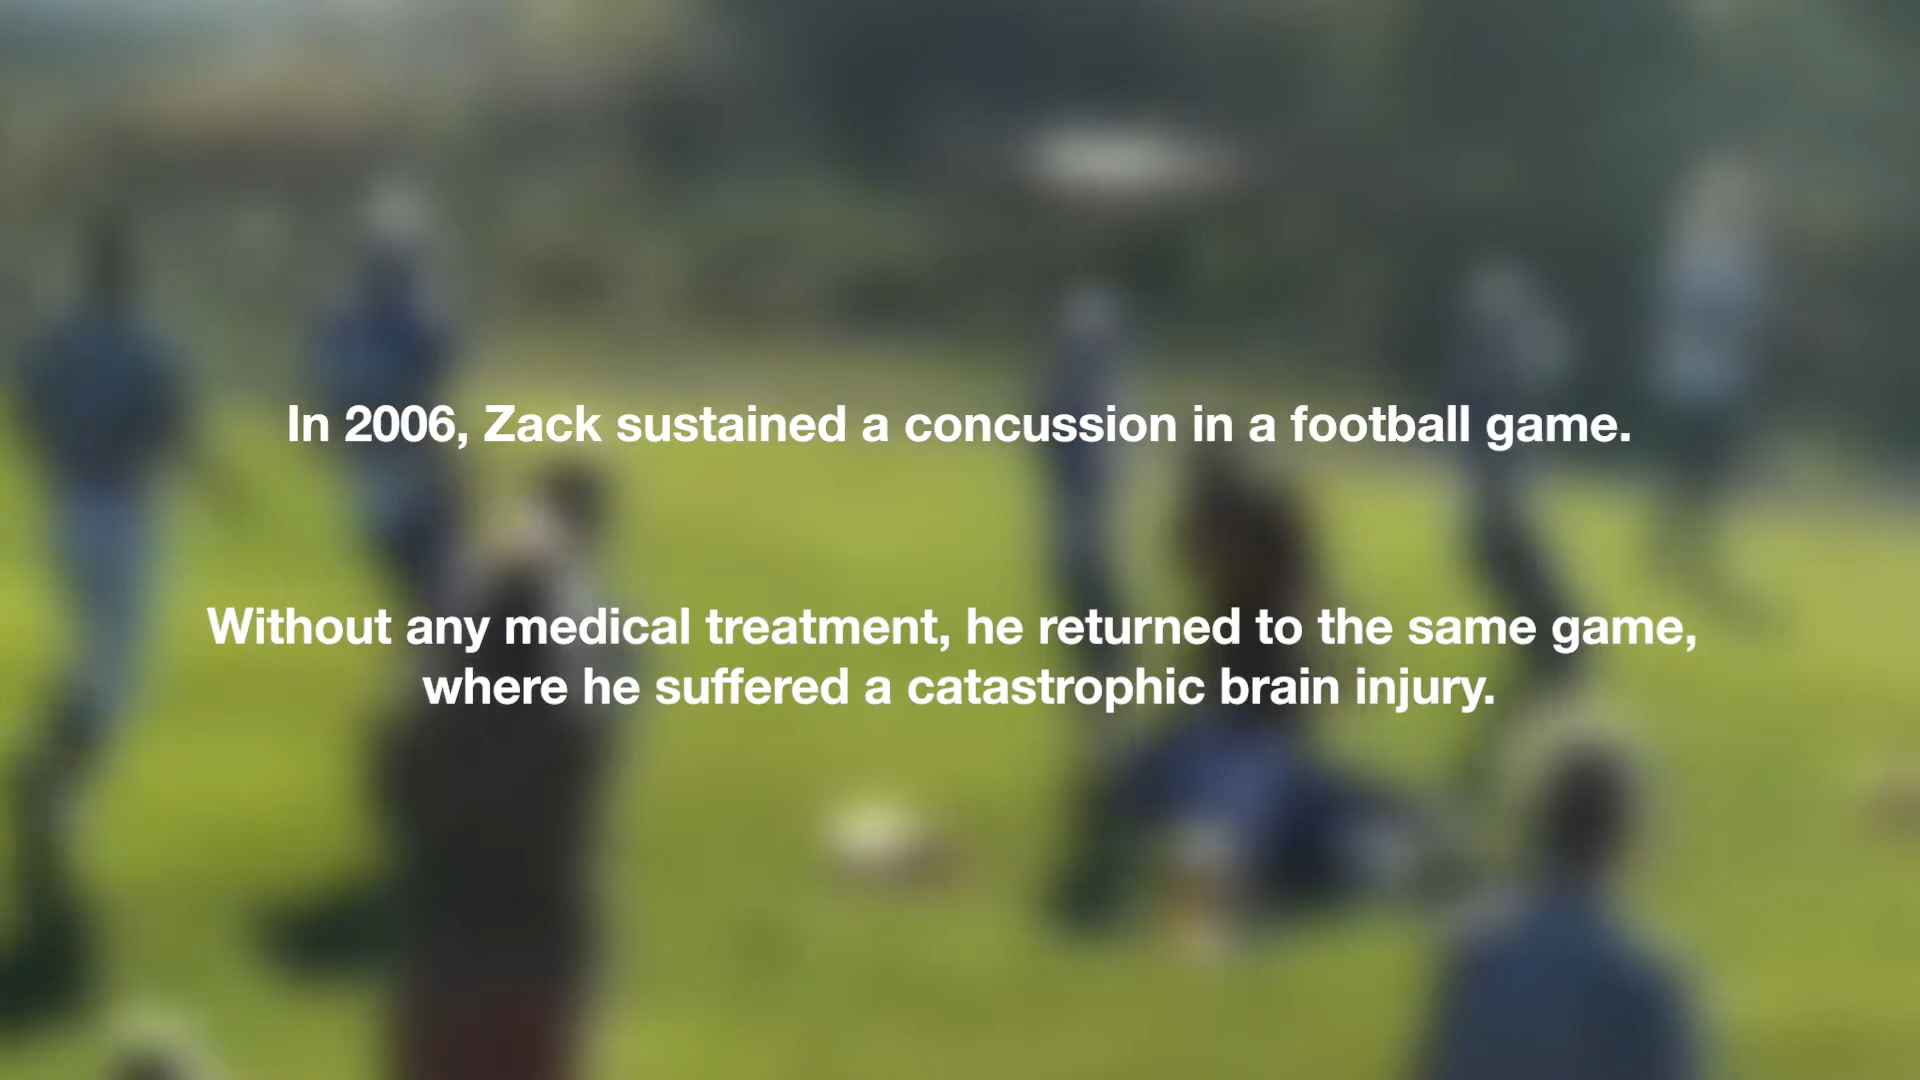 In 2006, Zack sustained a concussion in a football game.
Without any medical treatment, he returned to the same game,
where he suffered a catastrophic brain injury.